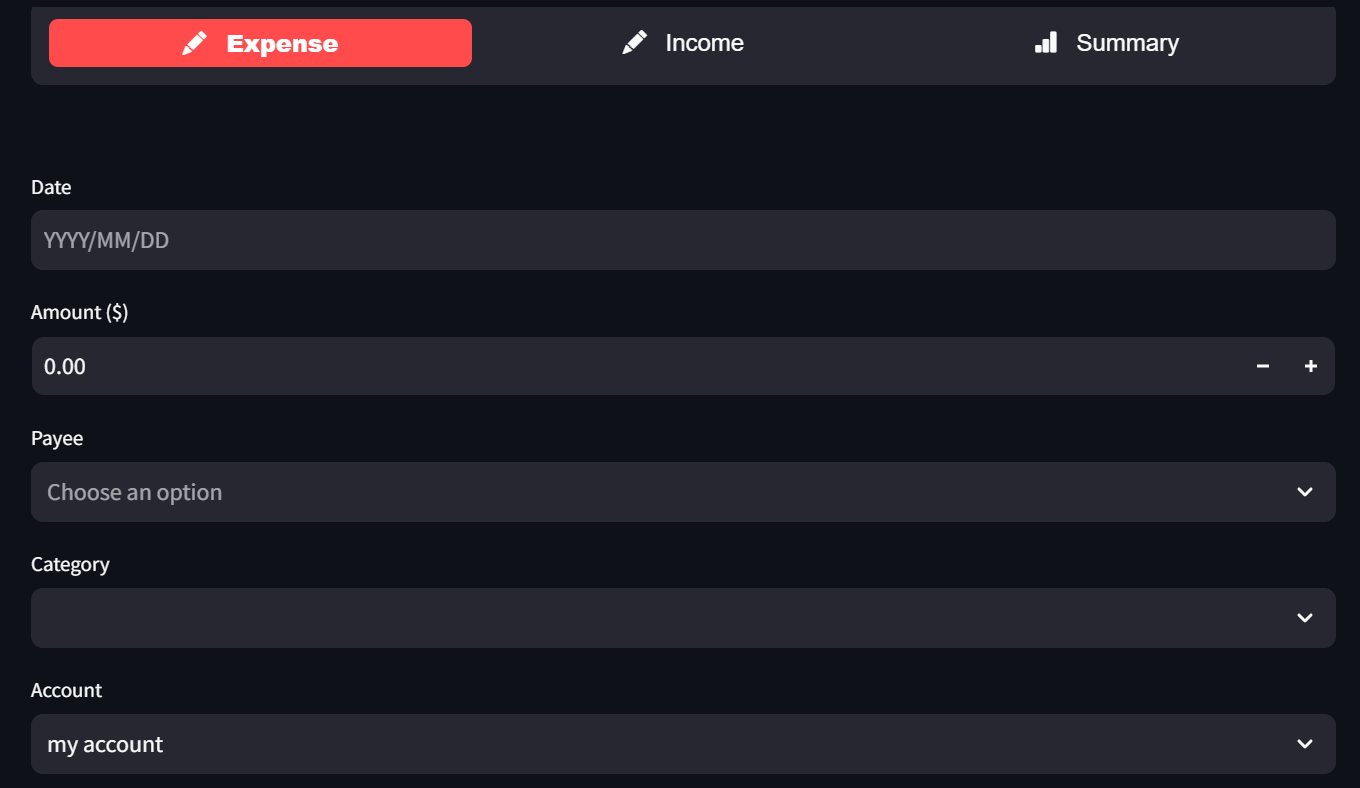 Expense Income Summary
Date
YYYY/MM/DD
Amount ($)
0.00
Payee
Choose an option
Category
Account
my account